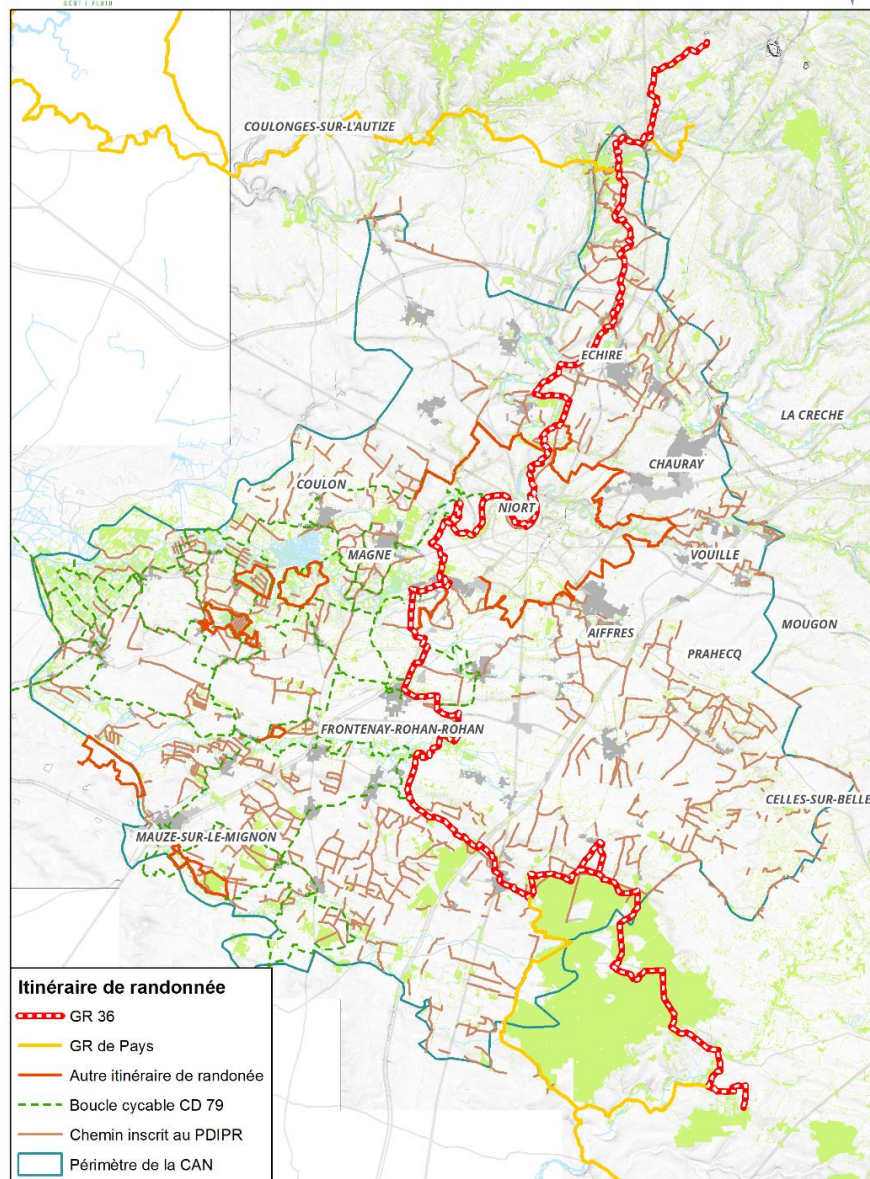 COULONGES-SUR-L'AUTIZE
ECHIRE
LA CRECHE
CHAURAY
COULON
NIORT
MAGNE
VOUILLE
AIFFRES
MOUGON
PRAHECQ
FRONTENAY-ROHAN-ROHAN
CELLES-SUR-BELLE
MAUZE-SUR-LE-MIGNON
Itinéraire de randonnée
GR 36
GR de Pays
Autre itinéraire de randonée
Boucle cycable CD 79
Chemin inscrit au PDIPR
Périmètre de la CAN